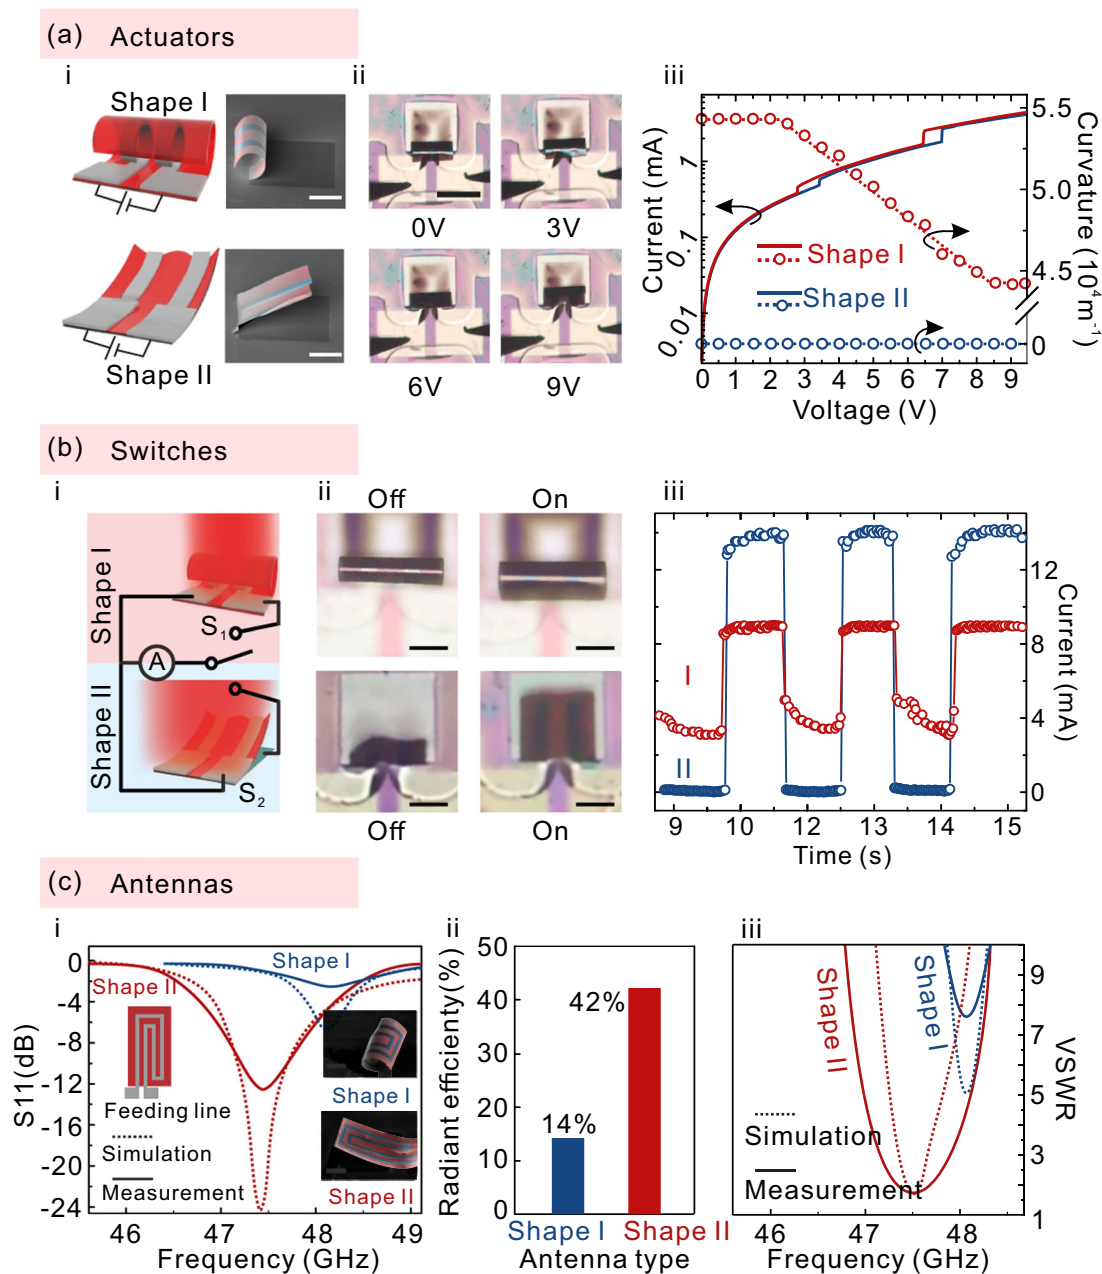 (a) Actuators
i
ii
iii
Shape I
Shape II
0V
3V
6V
9V
Current (mA)
1
0.1
0.01
Shape I
Shape II
5.5
5.0
4.5
0
Curvature (10⁴m⁻¹)
0 1 2 3 4 5 6 7 8 9
Voltage (V)
(b) Switches
i
ii
iii
Shape I
Shape II
S₁
A
S₂
Off
On
Off
On
I
II
12
8
4
0
Current (mA)
9 10 11 12 13 14 15
Time (s)
(c) Antennas
i
ii
iii
S11(dB)
0
-4
-8
-12
-16
-20
-24
Shape I
Shape II
Feeding line
Simulation
Measurement
Shape I
Shape II
46 47 48 49
Frequency (GHz)
Radiant efficienty(%)
50
40
30
20
10
0
14%
42%
Shape I
Shape II
Antenna type
Shape II
Shape I
Simulation
Measurement
9
7
5
3
1
VSWR
46 47 48
Frequency (GHz)